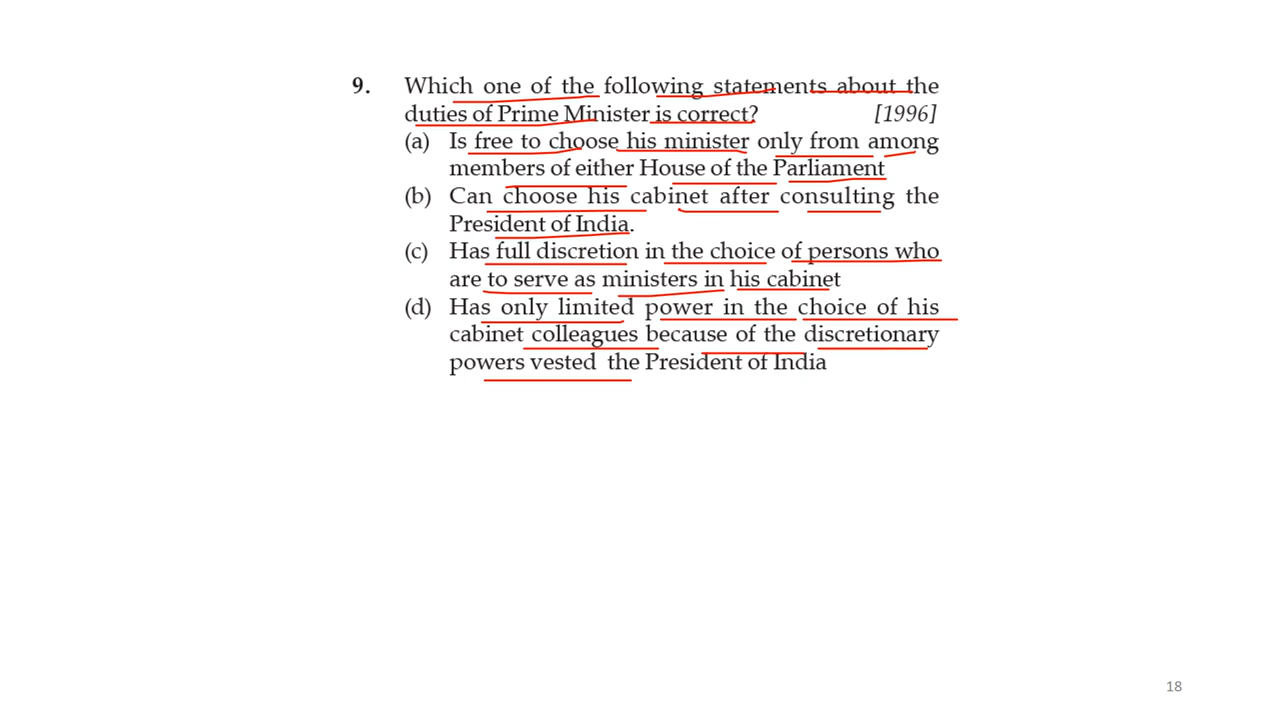 9. Which one of the following statements about the
duties of Prime Minister is correct? [1996]
(a) Is free to choose his minister only from among
members of either House of the Parliament
(b) Can choose his cabinet after consulting the
President of India.
(c) Has full discretion in the choice of persons who
are to serve as ministers in his cabinet
(d) Has only limited power in the choice of his
cabinet colleagues because of the discretionary
powers vested the President of India
18